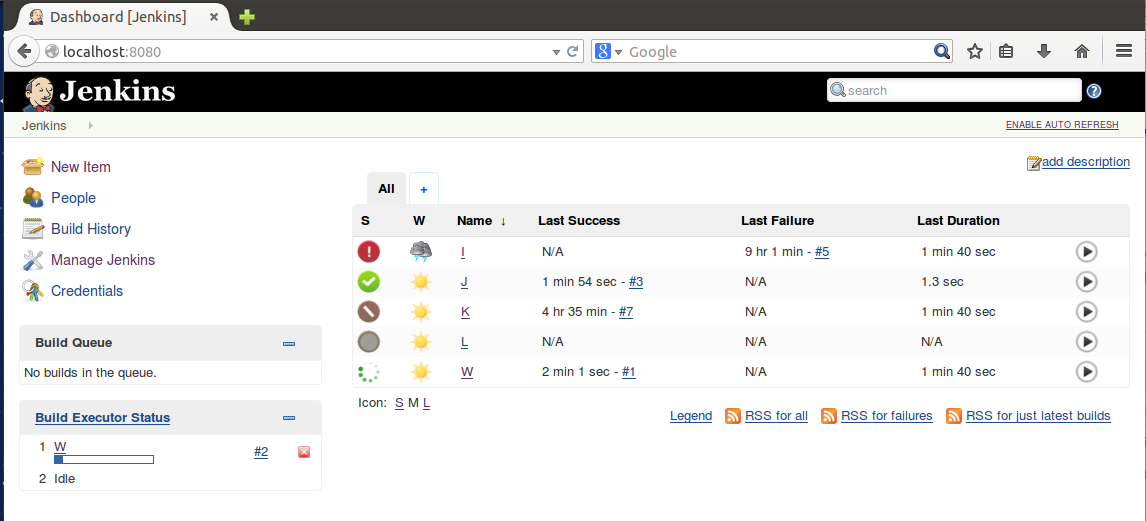 Dashboard [Jenkins]
localhost:8080
Google
Jenkins
search
Jenkins
ENABLE AUTO REFRESH
New Item
People
Build History
Manage Jenkins
Credentials
Build Queue
No builds in the queue.
Build Executor Status
1 W #2
2 Idle
add description
All +
S W Name ↓ Last Success Last Failure Last Duration
I N/A 9 hr 1 min - #5 1 min 40 sec
J 1 min 54 sec - #3 N/A 1.3 sec
K 4 hr 35 min - #7 N/A 1 min 40 sec
L N/A N/A N/A
W 2 min 1 sec - #1 N/A 1 min 40 sec
Icon: S M L
Legend RSS for all RSS for failures RSS for just latest builds